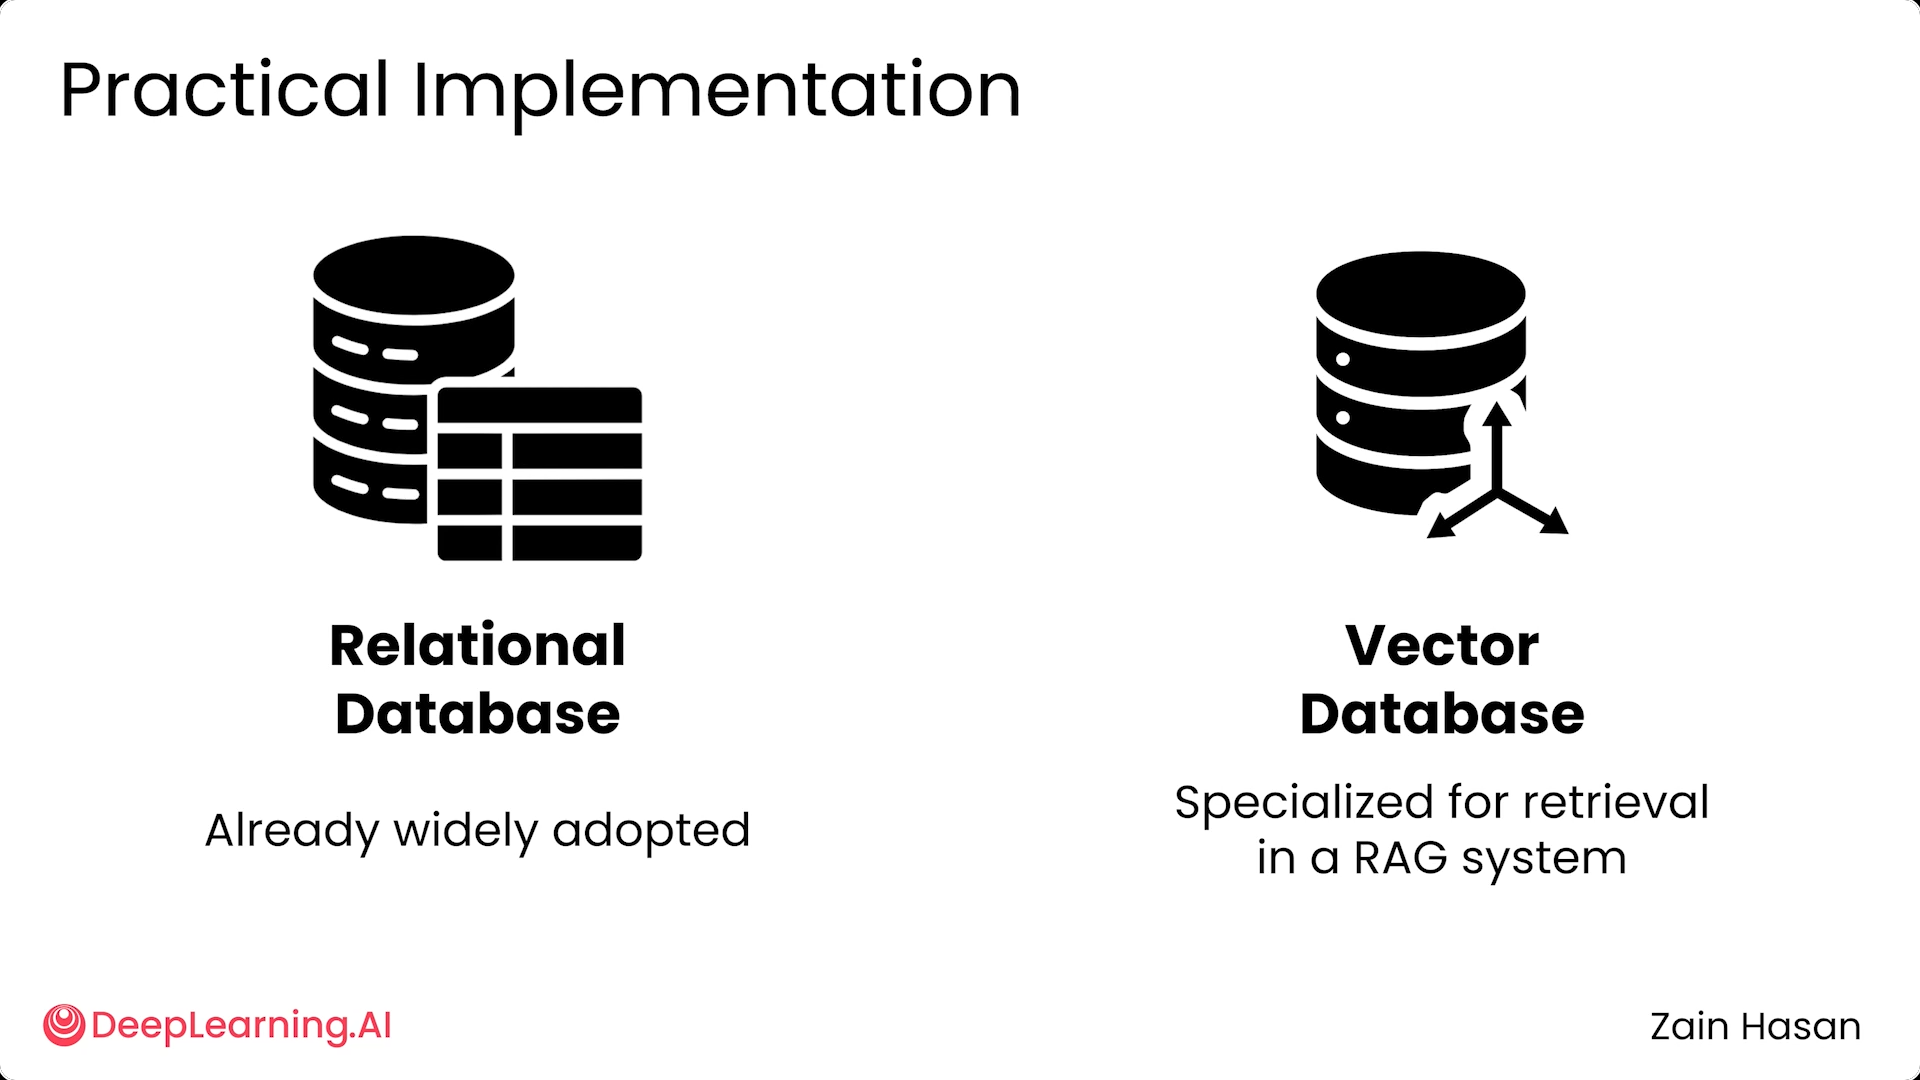 Practical Implementation
Relational
Database
Already widely adopted
Vector
Database
Specialized for retrieval
in a RAG system
DeepLearning.AI
Zain Hasan